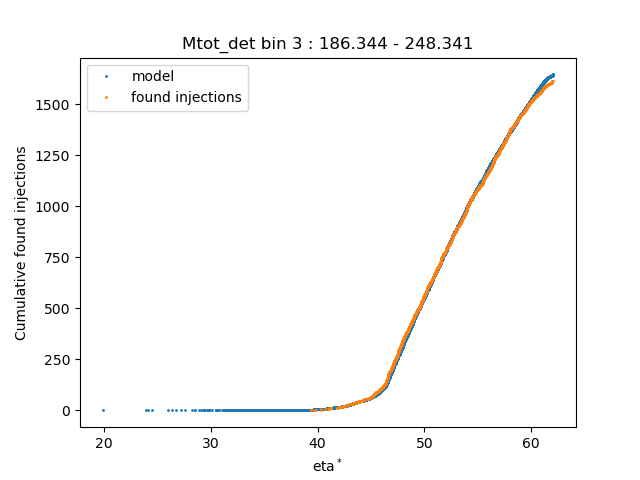 Mtot_det bin 3 : 186.344 - 248.341
model
found injections
Cumulative found injections
1500
1250
1000
750
500
250
0
20 30 40 50 60
eta*